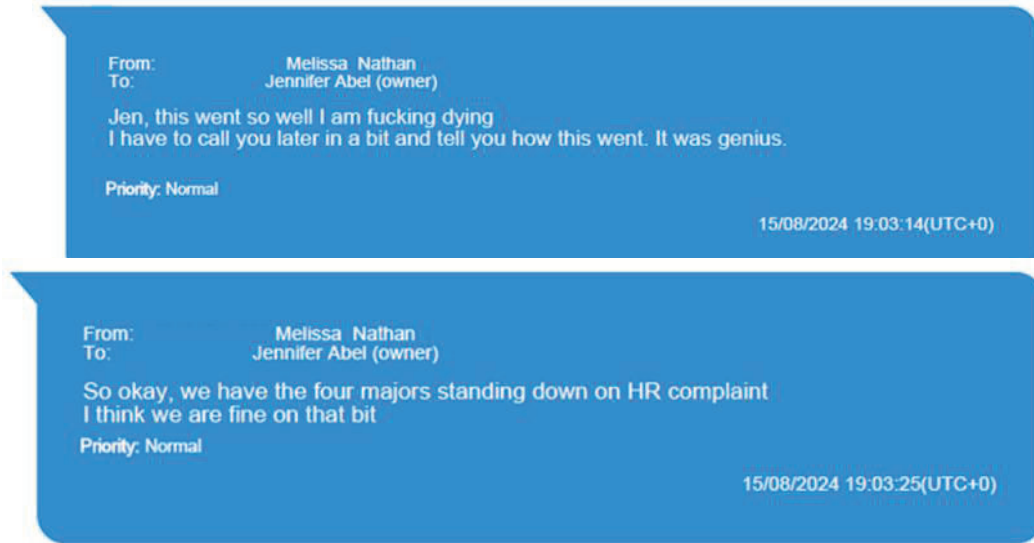 From: Melissa Nathan
To: Jennifer Abel (owner)
Jen, this went so well I am fucking dying
I have to call you later in a bit and tell you how this went. It was genius.
Priority: Normal
15/08/2024 19:03:14(UTC+0)
From: Melissa Nathan
To: Jennifer Abel (owner)
So okay, we have the four majors standing down on HR complaint
I think we are fine on that bit
Priority: Normal
15/08/2024 19:03:25(UTC+0)